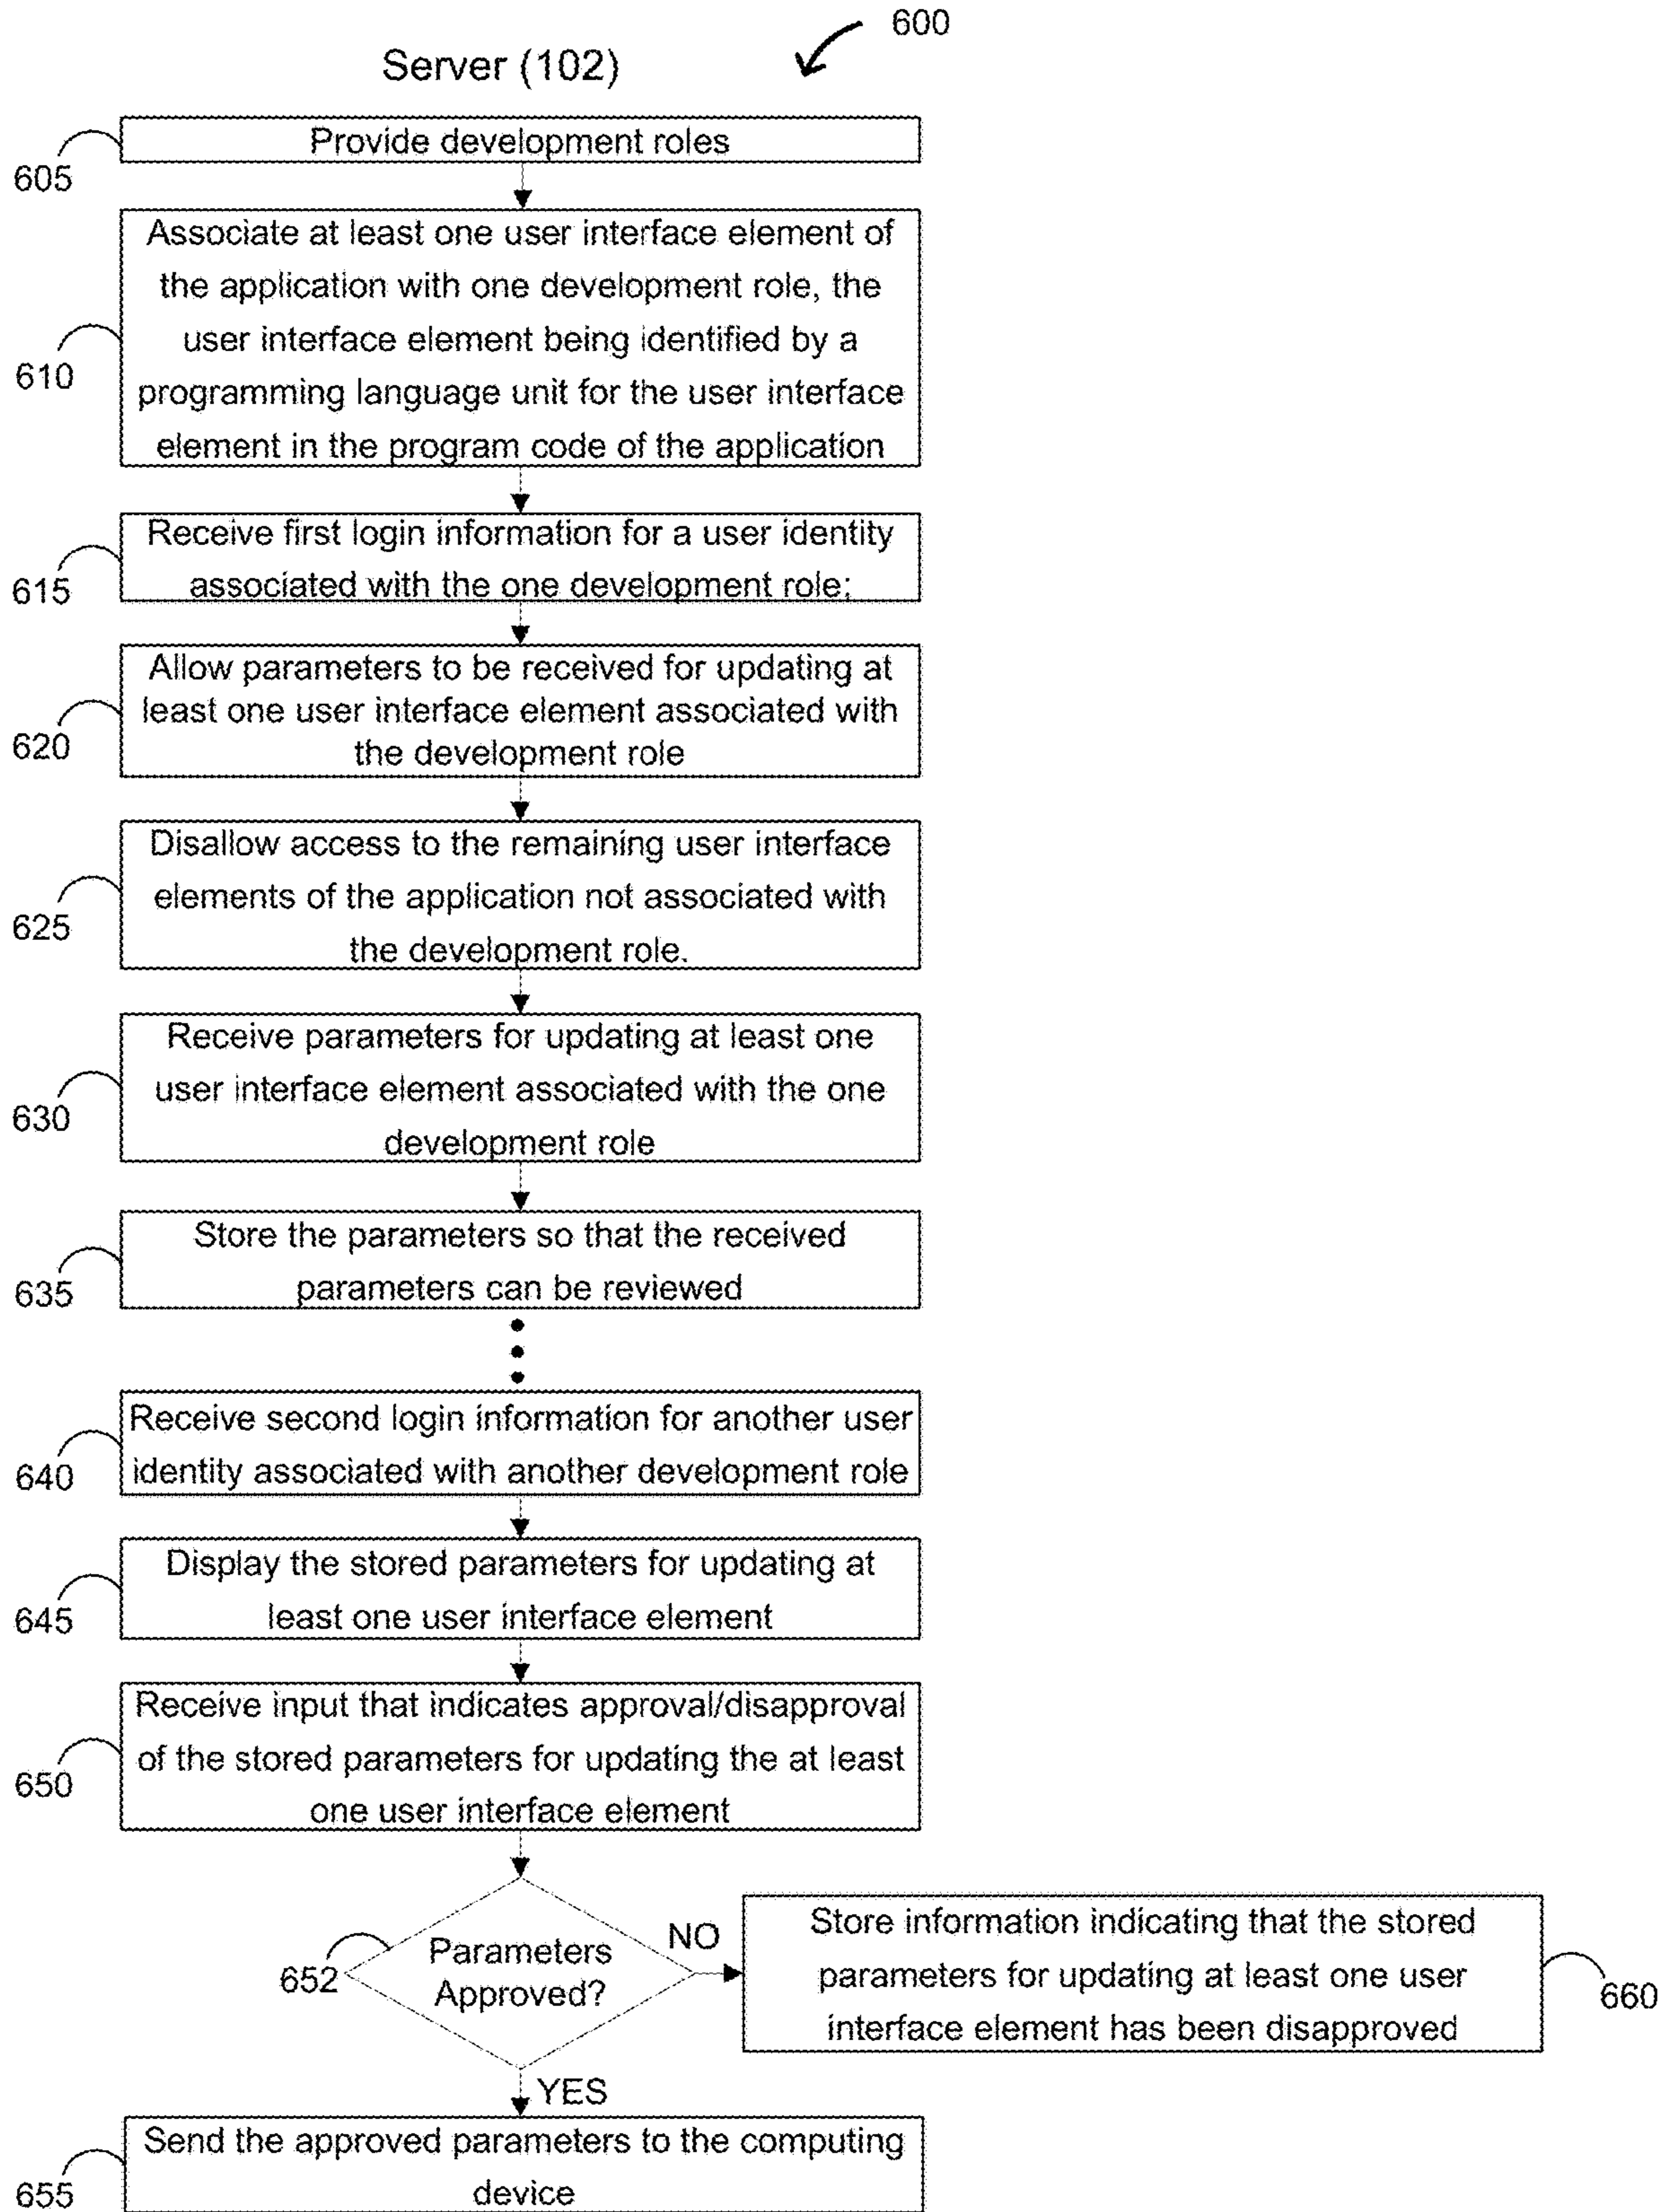 600
Server (102)
Provide development roles
605
Associate at least one user interface element of
the application with one development role, the
user interface element being identified by a
programming language unit for the user interface
element in the program code of the application
610
Receive first login information for a user identity
associated with the one development role;
615
Allow parameters to be received for updating at
least one user interface element associated with
the development role
620
Disallow access to the remaining user interface
elements of the application not associated with
the development role.
625
Receive parameters for updating at least one
user interface element associated with the one
development role
630
Store the parameters so that the received
parameters can be reviewed
635
Receive second login information for another user
identity associated with another development role
640
Display the stored parameters for updating at
least one user interface element
645
Receive input that indicates approval/disapproval
of the stored parameters for updating the at least
one user interface element
650
Parameters
Approved?
652
NO
Store information indicating that the stored
parameters for updating at least one user
interface element has been disapproved
660
YES
Send the approved parameters to the computing
device
655